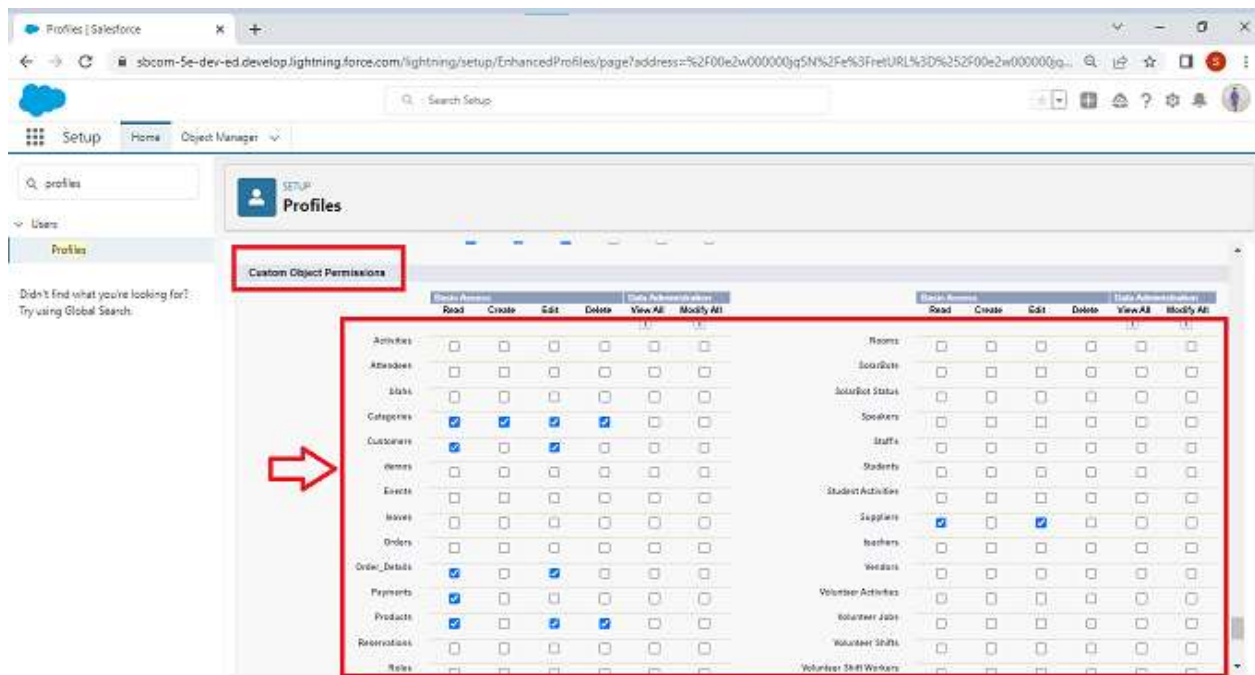 Profiles | Salesforce
sbcom-5e-dev-ed.develop.lightning.force.com/lightning/setup/EnhancedProfiles/page?address=%2F00e2w000000jqSN%2Fe%3FretURL%3D%252F00e2w000000jq...
S
Search Setup
Setup Home Object Manager
profiles
Users
Profiles
Didn't find what you're looking for?
Try using Global Search.
SETUP
Profiles
Custom Object Permissions
Basic Access Data Administration Basic Access Data Administration
Read Create Edit Delete View All Modify All Read Create Edit Delete View All Modify All
Activities Rooms
Attendees SolarBots
blahs SolarBot Status
Categories Speakers
Customers Staffs
demos Students
Events Student Activities
leaves Suppliers
Orders teachers
Order_Details Vendors
Payments Volunteer Activities
Products Volunteer Jobs
Reservations Volunteer Shifts
Roles Volunteer Shift Workers